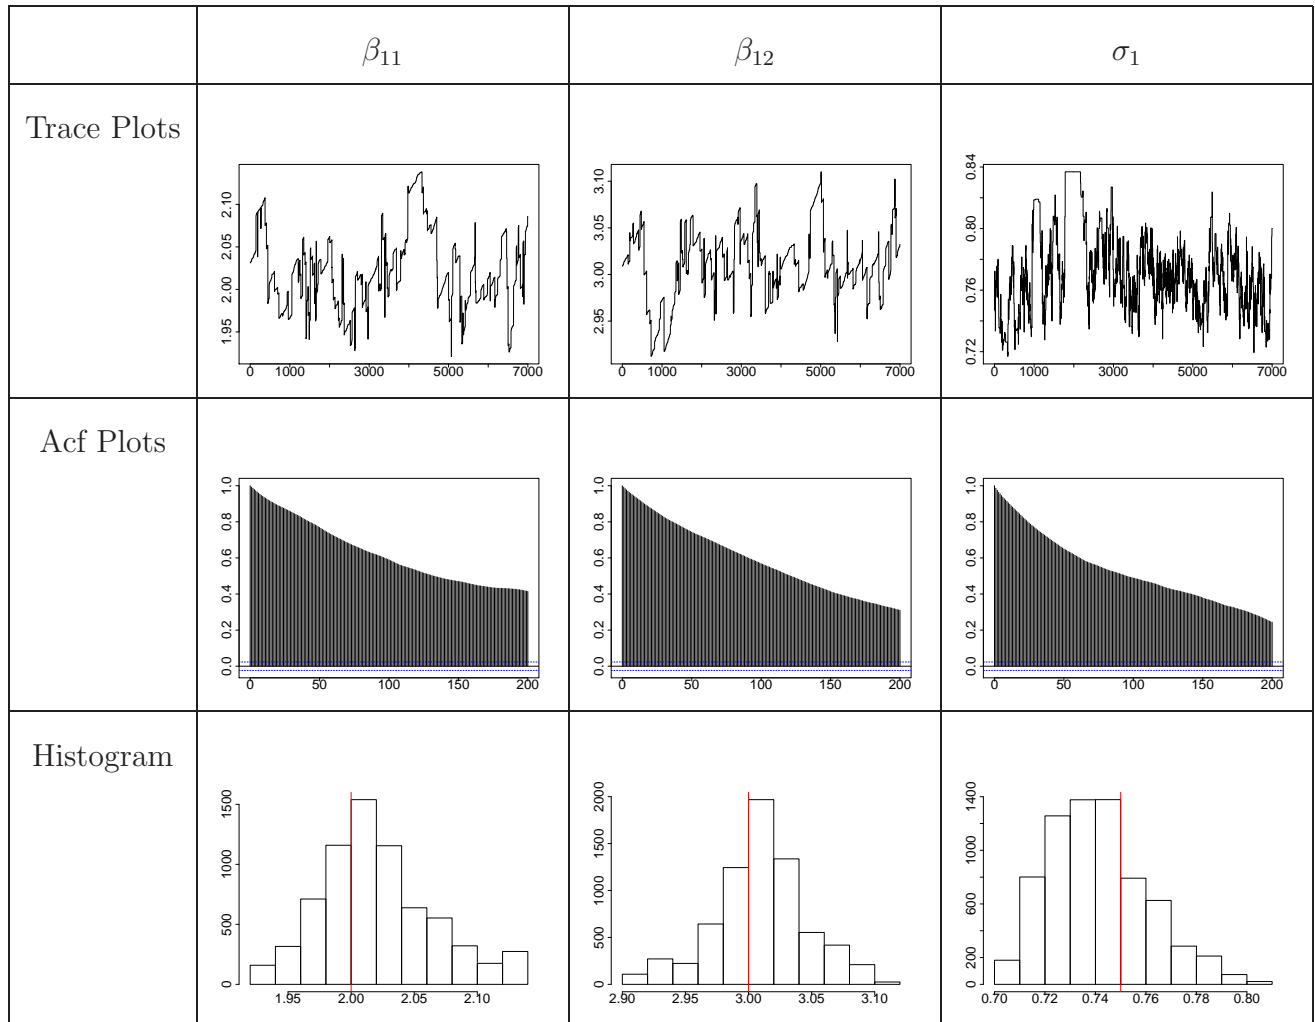 β₁₁ β₁₂ σ₁
Trace Plots
1.95 2.00 2.05 2.10
0 1000 3000 5000 7000
2.95 3.00 3.05 3.10
0 1000 3000 5000 7000
0.72 0.76 0.80 0.84
0 1000 3000 5000 7000
Acf Plots
0.0 0.2 0.4 0.6 0.8 1.0
0 50 100 150 200
0.0 0.2 0.4 0.6 0.8 1.0
0 50 100 150 200
0.0 0.2 0.4 0.6 0.8 1.0
0 50 100 150 200
Histogram
0 500 1000 1500
1.95 2.00 2.05 2.10
0 500 1000 1500 2000
2.90 2.95 3.00 3.05 3.10
0 200 600 1000 1400
0.70 0.72 0.74 0.76 0.78 0.80